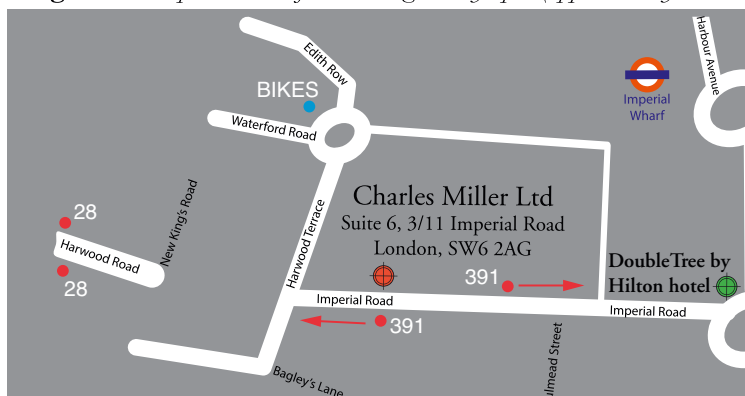 Edith Row
Harbour Avenue
BIKES
Imperial
Wharf
Waterford Road
28
New King's Road
Harwood Road
28
Harwood Terrace
Charles Miller Ltd
Suite 6, 3/11 Imperial Road
London, SW6 2AG
DoubleTree by
Hilton hotel
391
Imperial Road
Imperial Road
391
Bagley's Lane